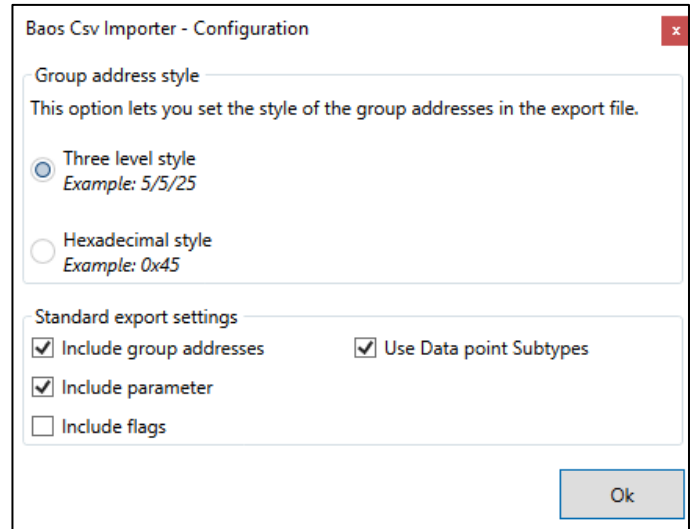 Baos Csv Importer - Configuration
x
Group address style
This option lets you set the style of the group addresses in the export file.
Three level style
Example: 5/5/25
Hexadecimal style
Example: 0x45
Standard export settings
Include group addresses
Use Data point Subtypes
Include parameter
Include flags
Ok